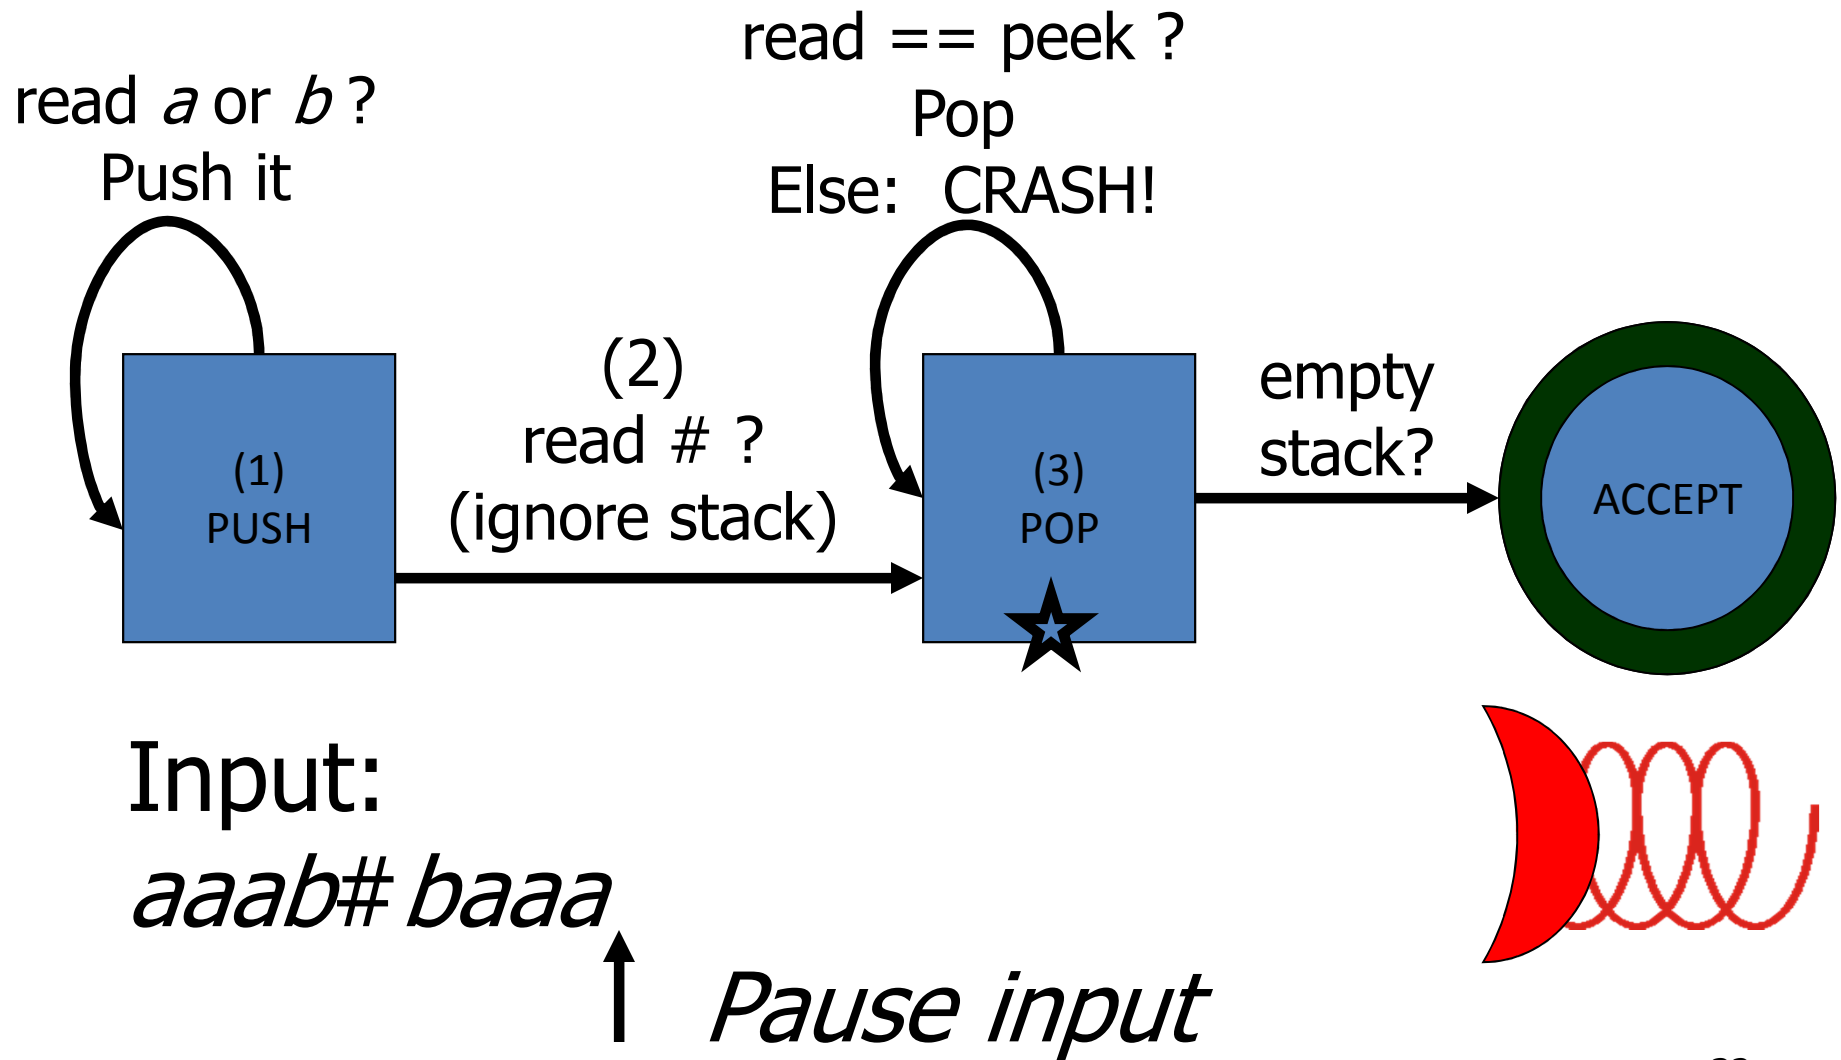 read a or b ?
Push it
read == peek ?
Pop
Else: CRASH!
(1)
PUSH
(2)
read # ?
(ignore stack)
(3)
POP
empty
stack?
ACCEPT
Input:
aaab#baaa
Pause input